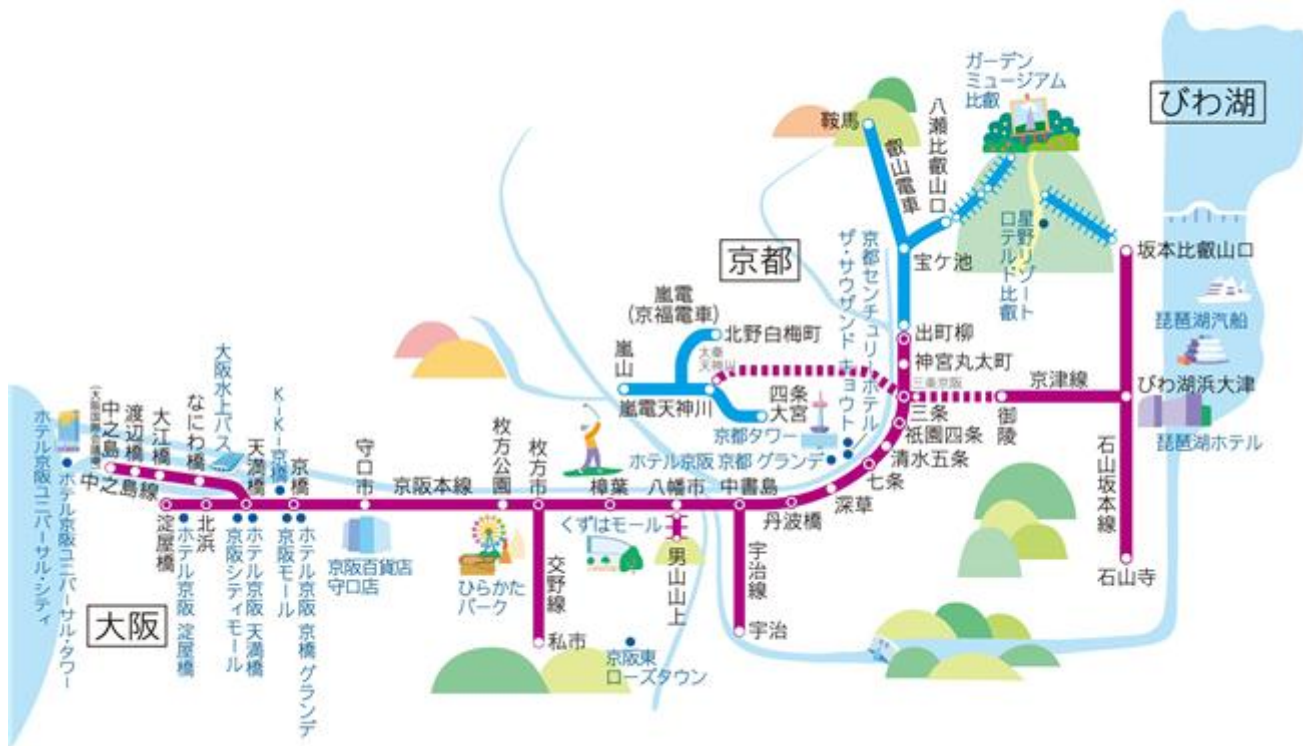 ガーデン
ミュージアム
比叡
びわ湖
鞍馬
八瀬比叡山口
叡山電車
星野リゾート
ロテルド比叡
坂本比叡山口
京都
宝ケ池
京都センチュリーホテル
ザ・サウザンド キョウト
嵐電
(京福電車)
北野白梅町
出町柳
琵琶湖汽船
神宮丸太町
太秦
天神川
嵐山
三条京阪
京津線
びわ湖浜大津
嵐電天神川
四条
大宮
三条
御陵
京都タワー
祇園四条
琵琶湖ホテル
ホテル京阪 京都 グランデ
清水五条
七条
石山坂本線
深草
大阪水上バス
K・KI・京橋
(大阪国際会議場)
中之島
渡辺橋
大江橋
なにわ橋
天満橋
京橋
守口市
京阪本線
枚方公園
枚方市
樟葉
八幡市
中書島
丹波橋
中之島線
ホテル京阪ユニバーサル・シティ
ホテル京阪ユニバーサル・タワー
淀屋橋
北浜
ホテル京阪 淀屋橋
京阪シティモール
ホテル京阪 天満橋
京阪モール
ホテル京阪 京橋 グランデ
京阪百貨店
守口店
ひらかた
パーク
くずはモール
交野線
男山山上
宇治線
石山寺
大阪
私市
宇治
京阪東
ローズタウン